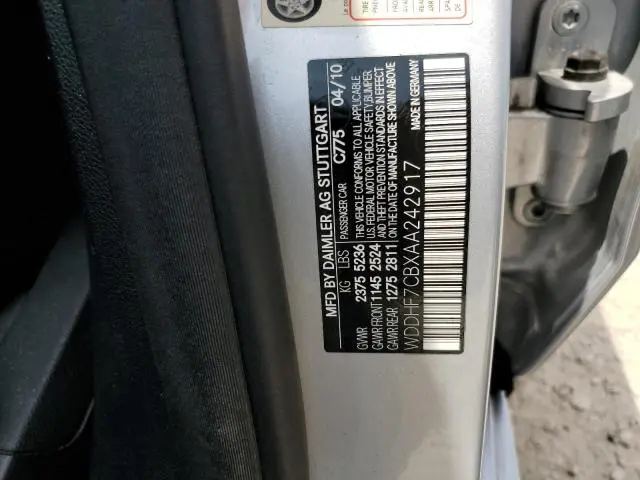 MFD BY DAIMLER AG STUTTGART
PASSENGER CAR C775 04/10
KG LBS
GVWR 2375 5236
GAWR FRONT 1145 2524
GAWR REAR 1275 2811
THIS VEHICLE CONFORMS TO ALL APPLICABLE
U.S. FEDERAL MOTOR VEHICLE SAFETY, BUMPER
AND THEFT PREVENTION STANDARDS IN EFFECT
ON THE DATE OF MANUFACTURE SHOWN ABOVE
MADE IN GERMANY
WDDHF7CBXAA242917